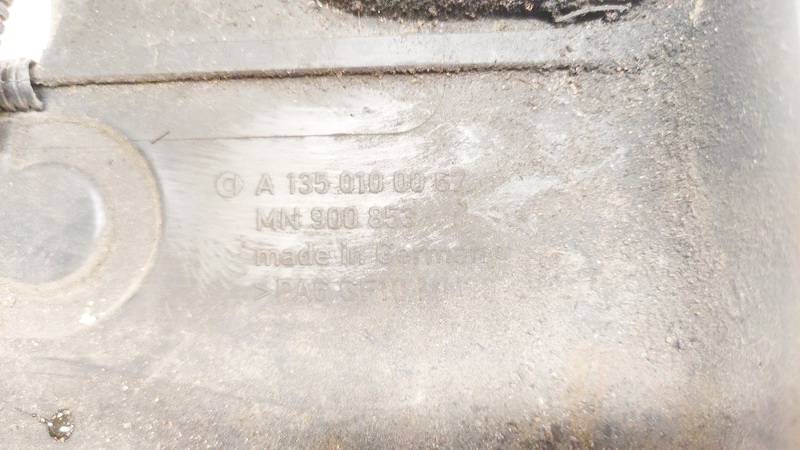 A 135 010 00 67
MN 900 853
made in Germany
>PA6